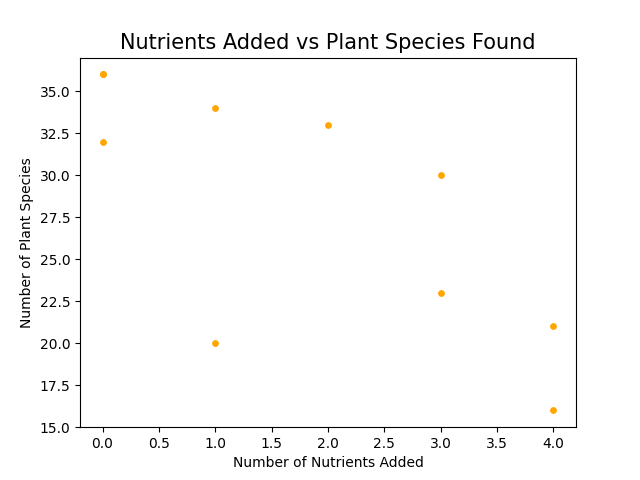 Nutrients Added vs Plant Species Found
35.0
32.5
30.0
27.5
25.0
22.5
20.0
17.5
15.0
Number of Plant Species
0.0 0.5 1.0 1.5 2.0 2.5 3.0 3.5 4.0
Number of Nutrients Added